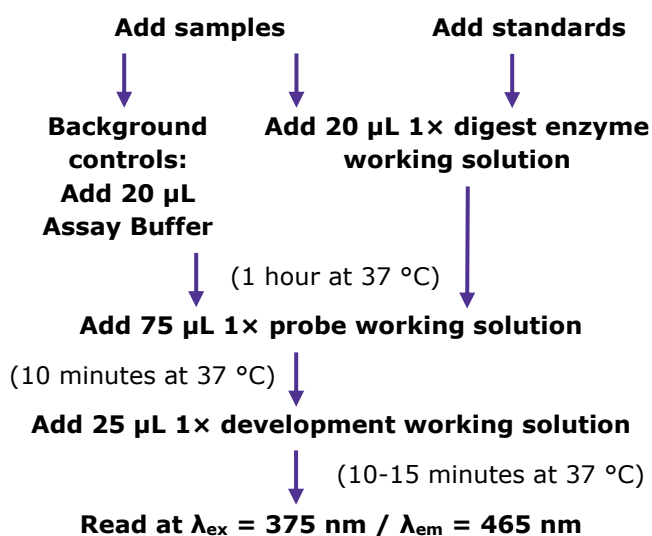 Add samples
Add standards
Background
controls:
Add 20 µL
Assay Buffer
Add 20 µL 1× digest enzyme
working solution
(1 hour at 37 °C)
Add 75 µL 1× probe working solution
(10 minutes at 37 °C)
Add 25 µL 1× development working solution
(10-15 minutes at 37 °C)
Read at λex = 375 nm / λem = 465 nm